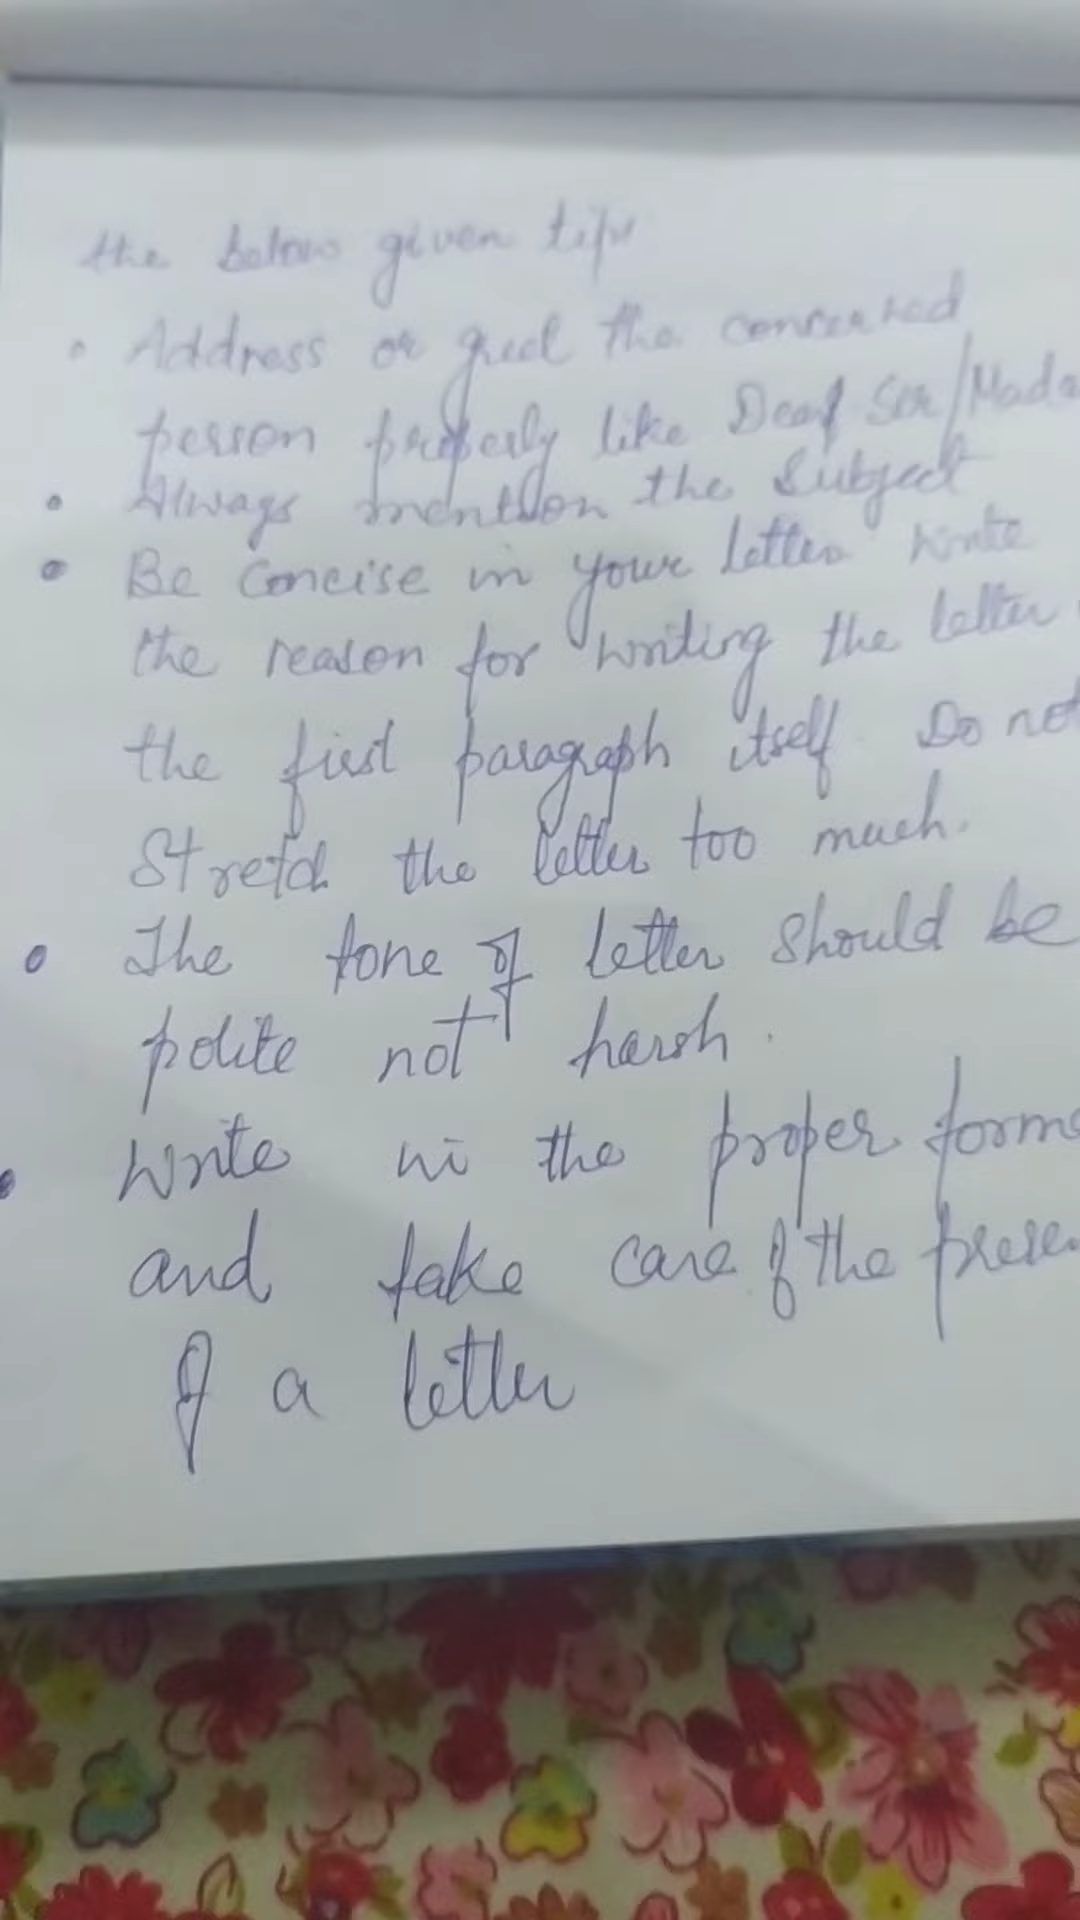 the below given tips
• Address or greet the concerned
person properly like Dear Sir/Mada
• Always mention the Subject
• Be Concise in your letter write
the reason for writing the letter
the first paragraph itself. Do not
Stretch the letter too much.
• The tone of letter should be
polite not harsh.
• Write in the proper forma
and take care of the prese
of a letter